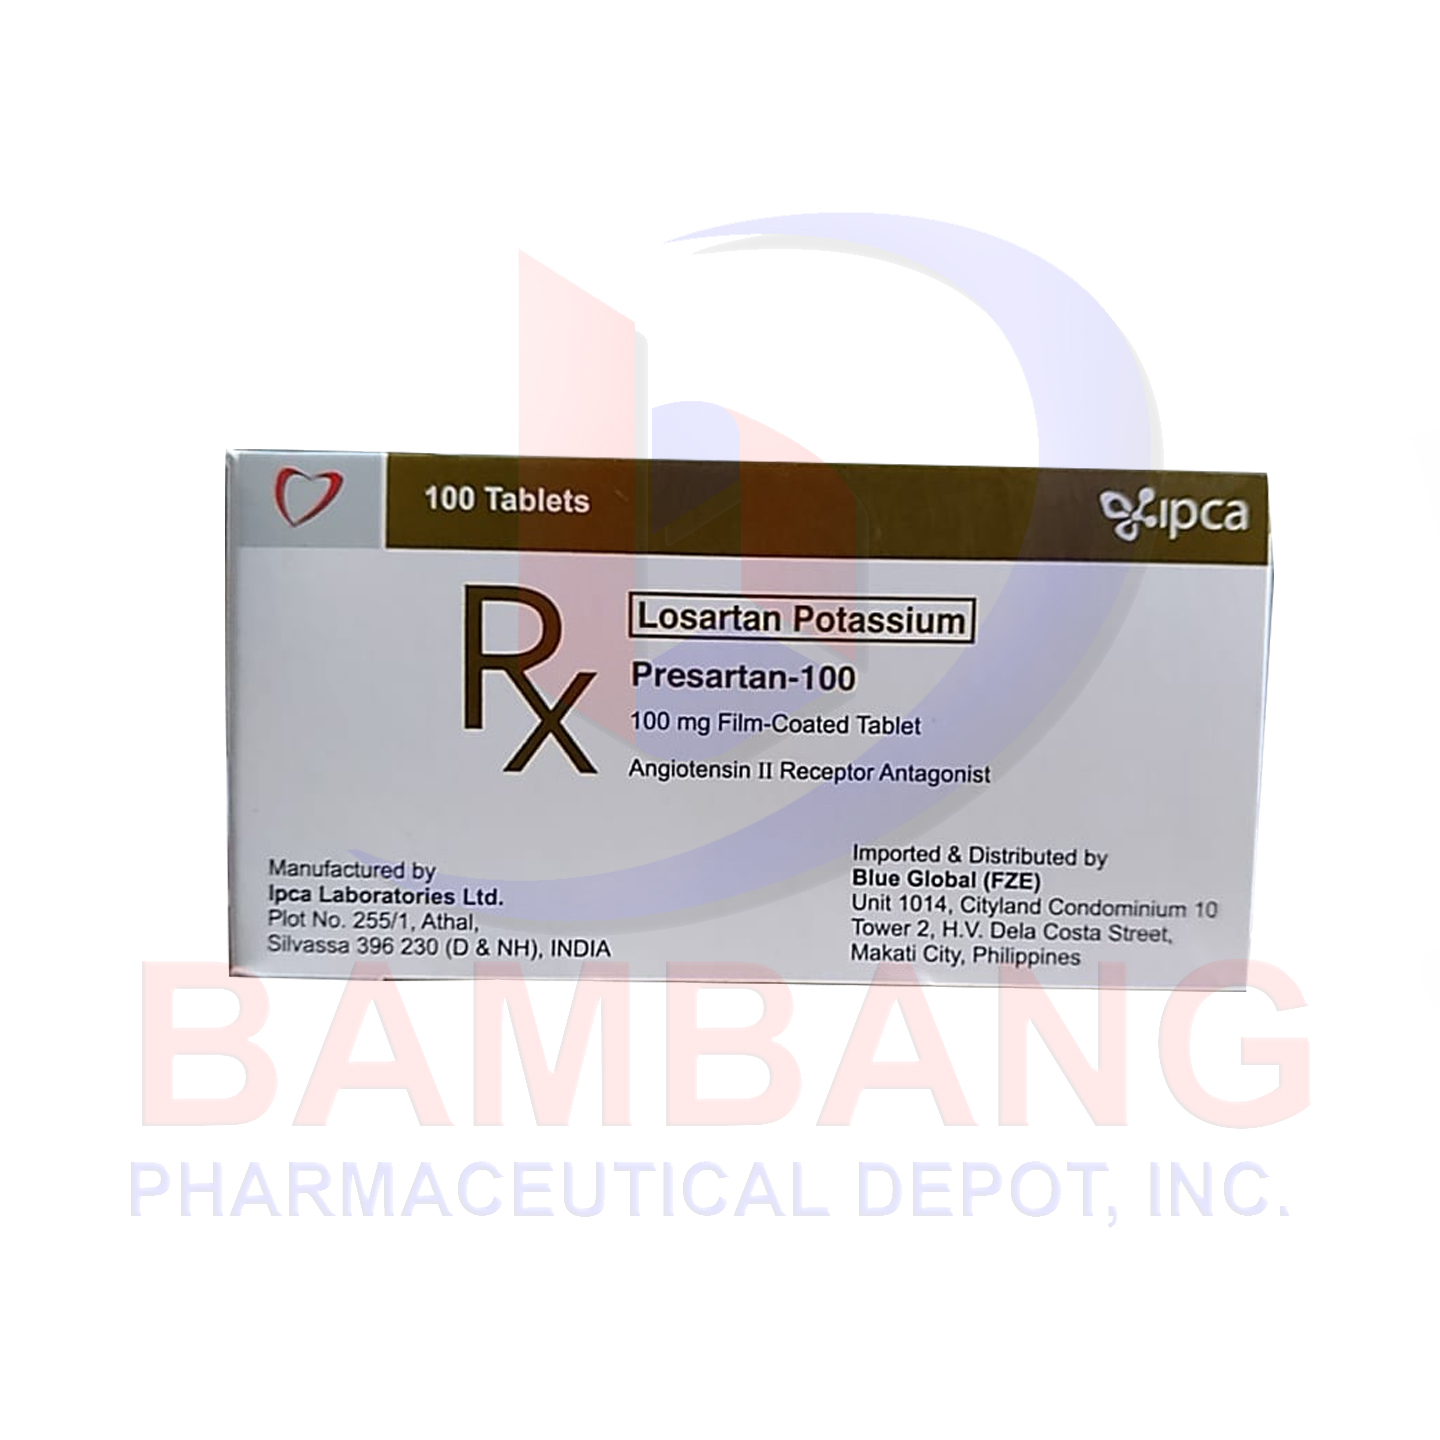 100 Tablets
ipca
Rx
Losartan Potassium
Presartan-100
100 mg Film-Coated Tablet
Angiotensin II Receptor Antagonist
Manufactured by
Ipca Laboratories Ltd.
Plot No. 255/1, Athal,
Silvassa 396 230 (D & NH), INDIA
Imported & Distributed by
Blue Global (FZE)
Unit 1014, Cityland Condominium 10
Tower 2, H.V. Dela Costa Street,
Makati City, Philippines
BAMBANG
PHARMACEUTICAL DEPOT, INC.